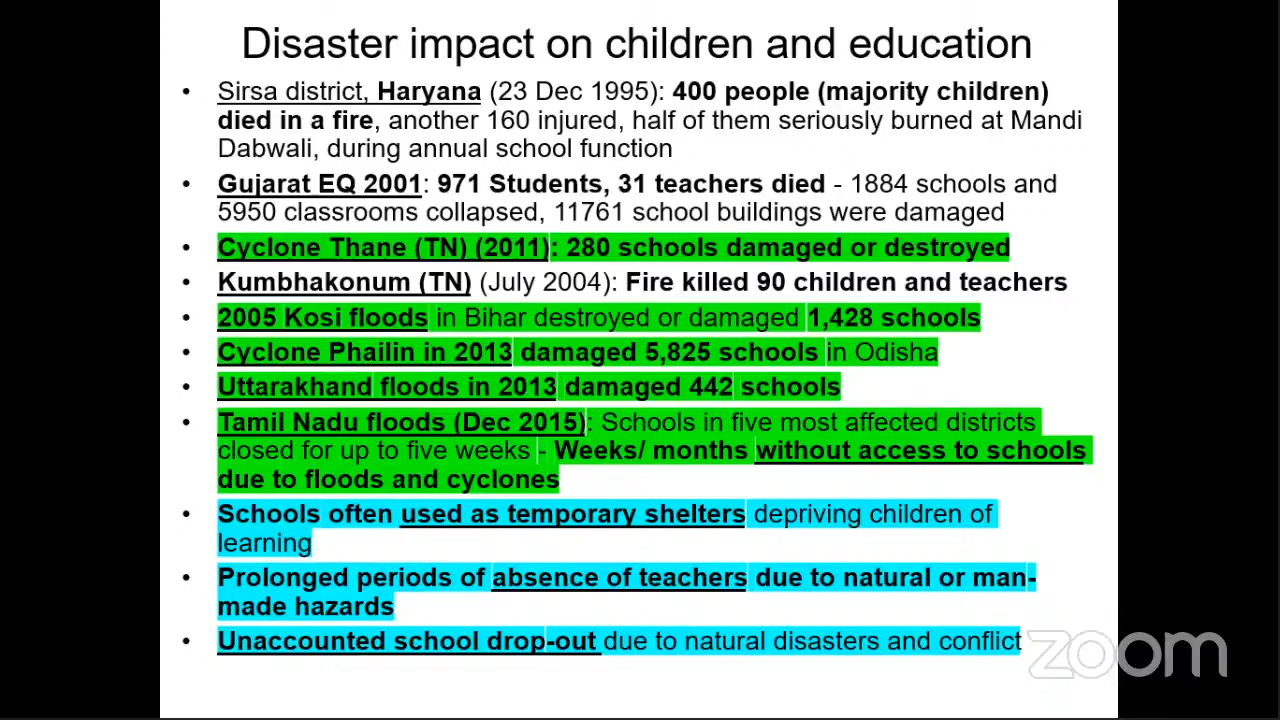 Disaster impact on children and education
• Sirsa district, Haryana (23 Dec 1995): 400 people (majority children)
died in a fire, another 160 injured, half of them seriously burned at Mandi
Dabwali, during annual school function
• Gujarat EQ 2001: 971 Students, 31 teachers died - 1884 schools and
5950 classrooms collapsed, 11761 school buildings were damaged
• Cyclone Thane (TN) (2011): 280 schools damaged or destroyed
• Kumbhakonum (TN) (July 2004): Fire killed 90 children and teachers
• 2005 Kosi floods in Bihar destroyed or damaged 1,428 schools
• Cyclone Phailin in 2013 damaged 5,825 schools in Odisha
• Uttarakhand floods in 2013 damaged 442 schools
• Tamil Nadu floods (Dec 2015): Schools in five most affected districts
closed for up to five weeks - Weeks/ months without access to schools
due to floods and cyclones
• Schools often used as temporary shelters depriving children of
learning
• Prolonged periods of absence of teachers due to natural or man-
made hazards
• Unaccounted school drop-out due to natural disasters and conflict
zoom